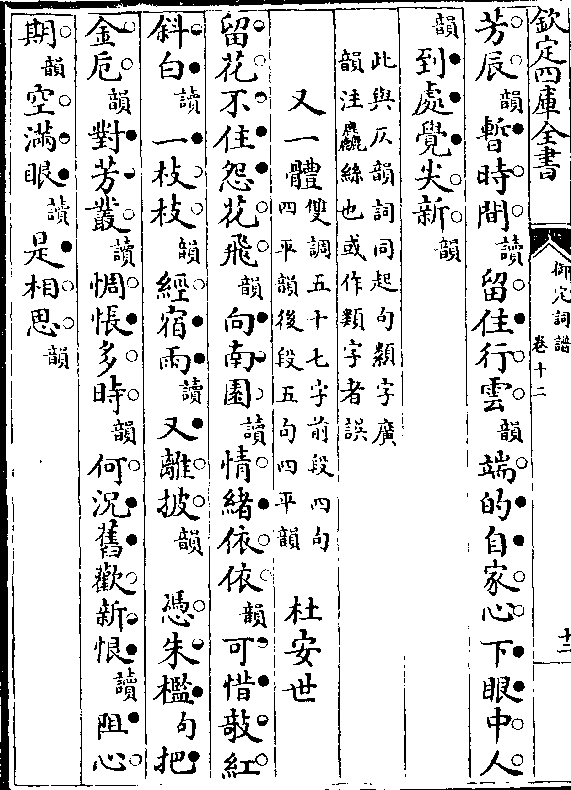 欽定四庫全書
御定詞譜
卷十二
十二
芳辰韻暫時間讀留住行雲韻端的自家心下眼中人
韻到處覺尖新韻
此與仄韻詞同起句纇字廣
韻注麤絲也或作類字者誤
又一體雙調五十七字前段四句
四平韻後段五句四平韻 杜安世
留花不住怨花飛韻向南園讀情緒依依韻可惜敧紅
斜白讀一枝枝韻經宿雨讀又離披韻 憑朱檻句把
金卮韻對芳叢讀惆悵多時韻何況舊歡新恨讀阻心
期韻空滿眼讀是相思韻